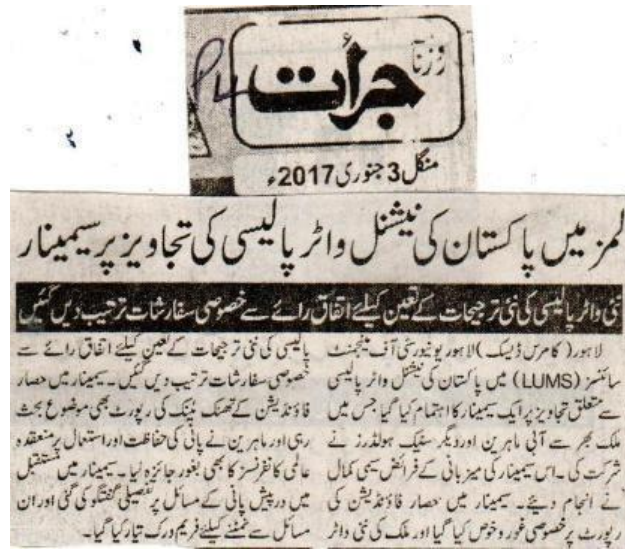 P4
روزنامہ
جرأت
منگل 3 جنوری 2017ء
لمز میں پاکستان کی نیشنل واٹر پالیسی کی تجاویز پر سیمینار
نئی واٹر پالیسی کی نئی ترجیحات کے تعین کیلئے اتفاق رائے سے خصوصی سفارشات ترتیب دیں گئیں
لاہور (کامرس ڈیسک) لاہور یونیورسٹی آف مینجمنٹ
سائنسز (LUMS) میں پاکستان کی نیشنل واٹر پالیسی
سے متعلق تجاویز پر ایک سیمینار کا اہتمام کیا گیا جس میں
ملک بھر سے آبی ماہرین اور دیگر سٹیک ہولڈرز نے
شرکت کی۔ اس سیمینار کی میزبانی کے فرائض سیمی کمال
نے انجام دیئے۔ سیمینار میں حصار فاؤنڈیشن کی
رپورٹ پر خصوصی غور و خوض کیا گیا اور ملک کی نئی واٹر
پالیسی کی نئی ترجیحات کے تعین کیلئے اتفاق رائے سے
خصوصی سفارشات ترتیب دیں گئیں۔ سیمینار میں حصار
فاؤنڈیشن کے تھنک ٹینک کی رپورٹ بھی موضوع بحث
رہی اور ماہرین نے پانی کی حفاظت اور استعمال پر منعقدہ
عالمی کانفرنسز کا بھی بغور جائزہ لیا۔ سیمینار میں مستقبل
میں درپیش پانی کے مسائل پر تفصیلی گفتگو کی گئی اور ان
مسائل سے نمٹنے کیلئے فریم ورک تیار کیا گیا۔